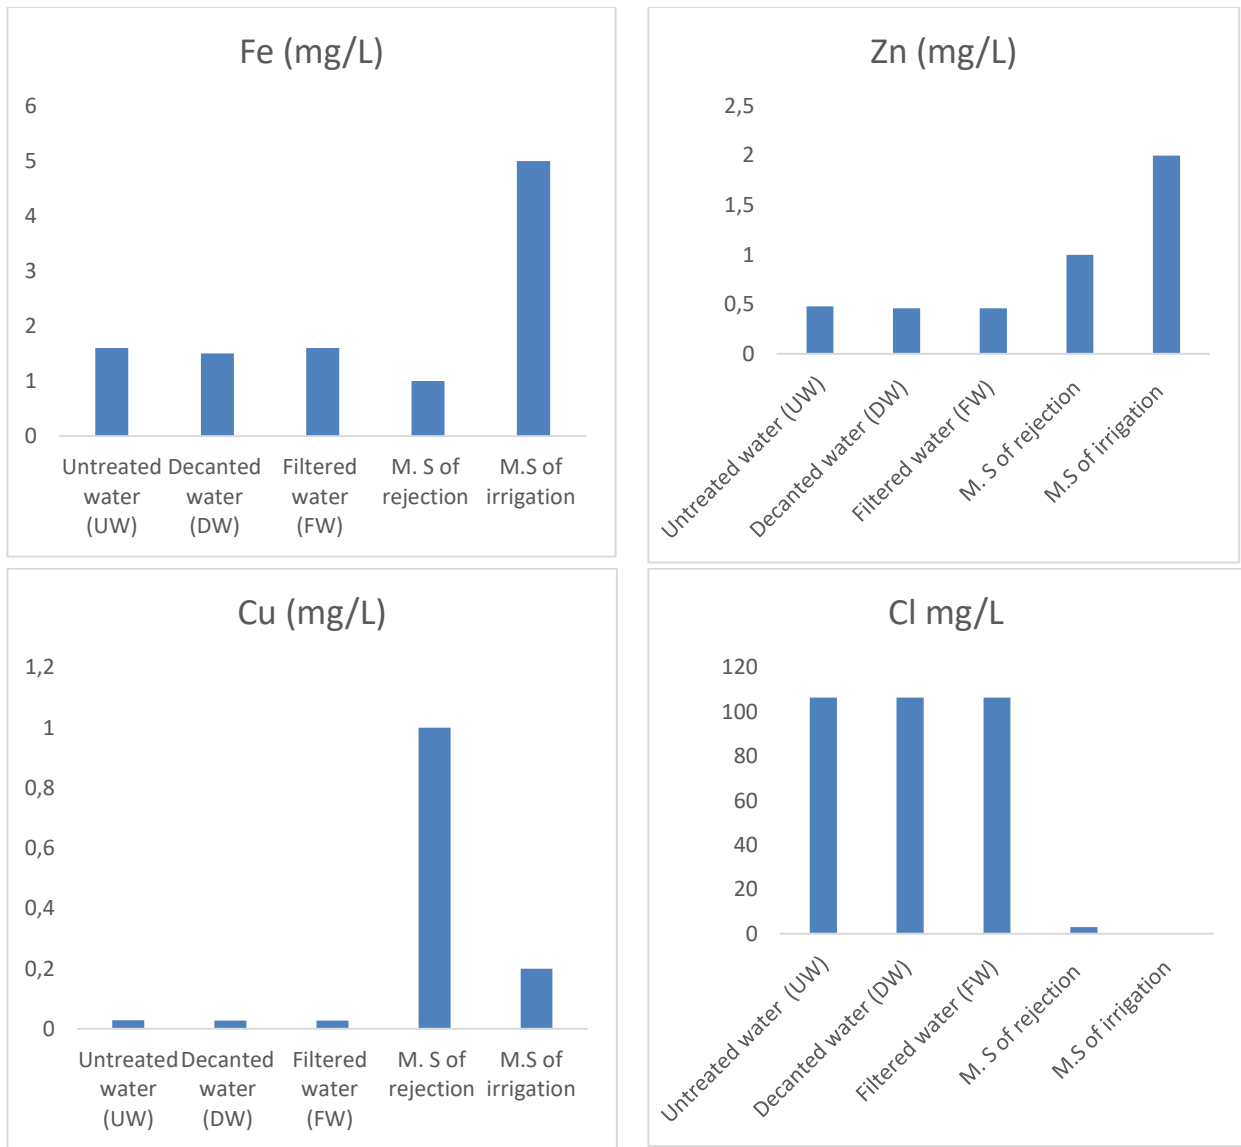 Fe (mg/L)
6
5
4
3
2
1
0
Untreated water (UW)
Decanted water (DW)
Filtered water (FW)
M. S of rejection
M.S of irrigation
Zn (mg/L)
2,5
2
1,5
1
0,5
0
Untreated water (UW)
Decanted water (DW)
Filtered water (FW)
M. S of rejection
M.S of irrigation
Cu (mg/L)
1,2
1
0,8
0,6
0,4
0,2
0
Untreated water (UW)
Decanted water (DW)
Filtered water (FW)
M. S of rejection
M.S of irrigation
Cl mg/L
120
100
80
60
40
20
0
Untreated water (UW)
Decanted water (DW)
Filtered water (FW)
M. S of rejection
M.S of irrigation